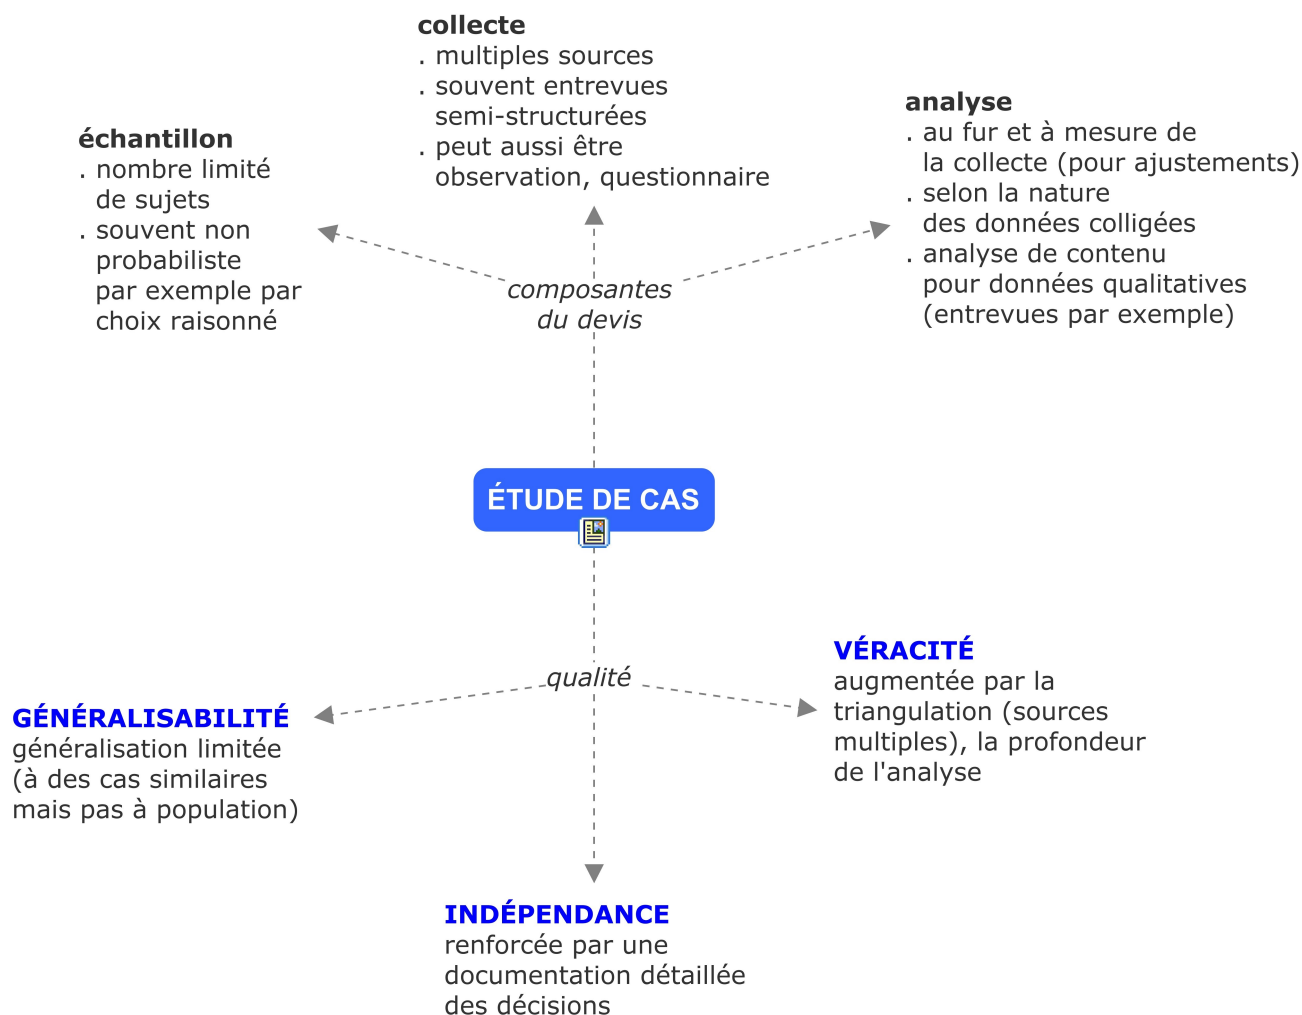 collecte
. multiples sources
. souvent entrevues
semi-structurées
. peut aussi être
observation, questionnaire
analyse
. au fur et à mesure de
la collecte (pour ajustements)
. selon la nature
des données colligées
. analyse de contenu
pour données qualitatives
(entrevues par exemple)
échantillon
. nombre limité
de sujets
. souvent non
probabiliste
par exemple par
choix raisonné
composantes
du devis
ÉTUDE DE CAS
qualité
VÉRACITÉ
augmentée par la
triangulation (sources
multiples), la profondeur
de l'analyse
GÉNÉRALISABILITÉ
généralisation limitée
(à des cas similaires
mais pas à population)
INDÉPENDANCE
renforcée par une
documentation détaillée
des décisions